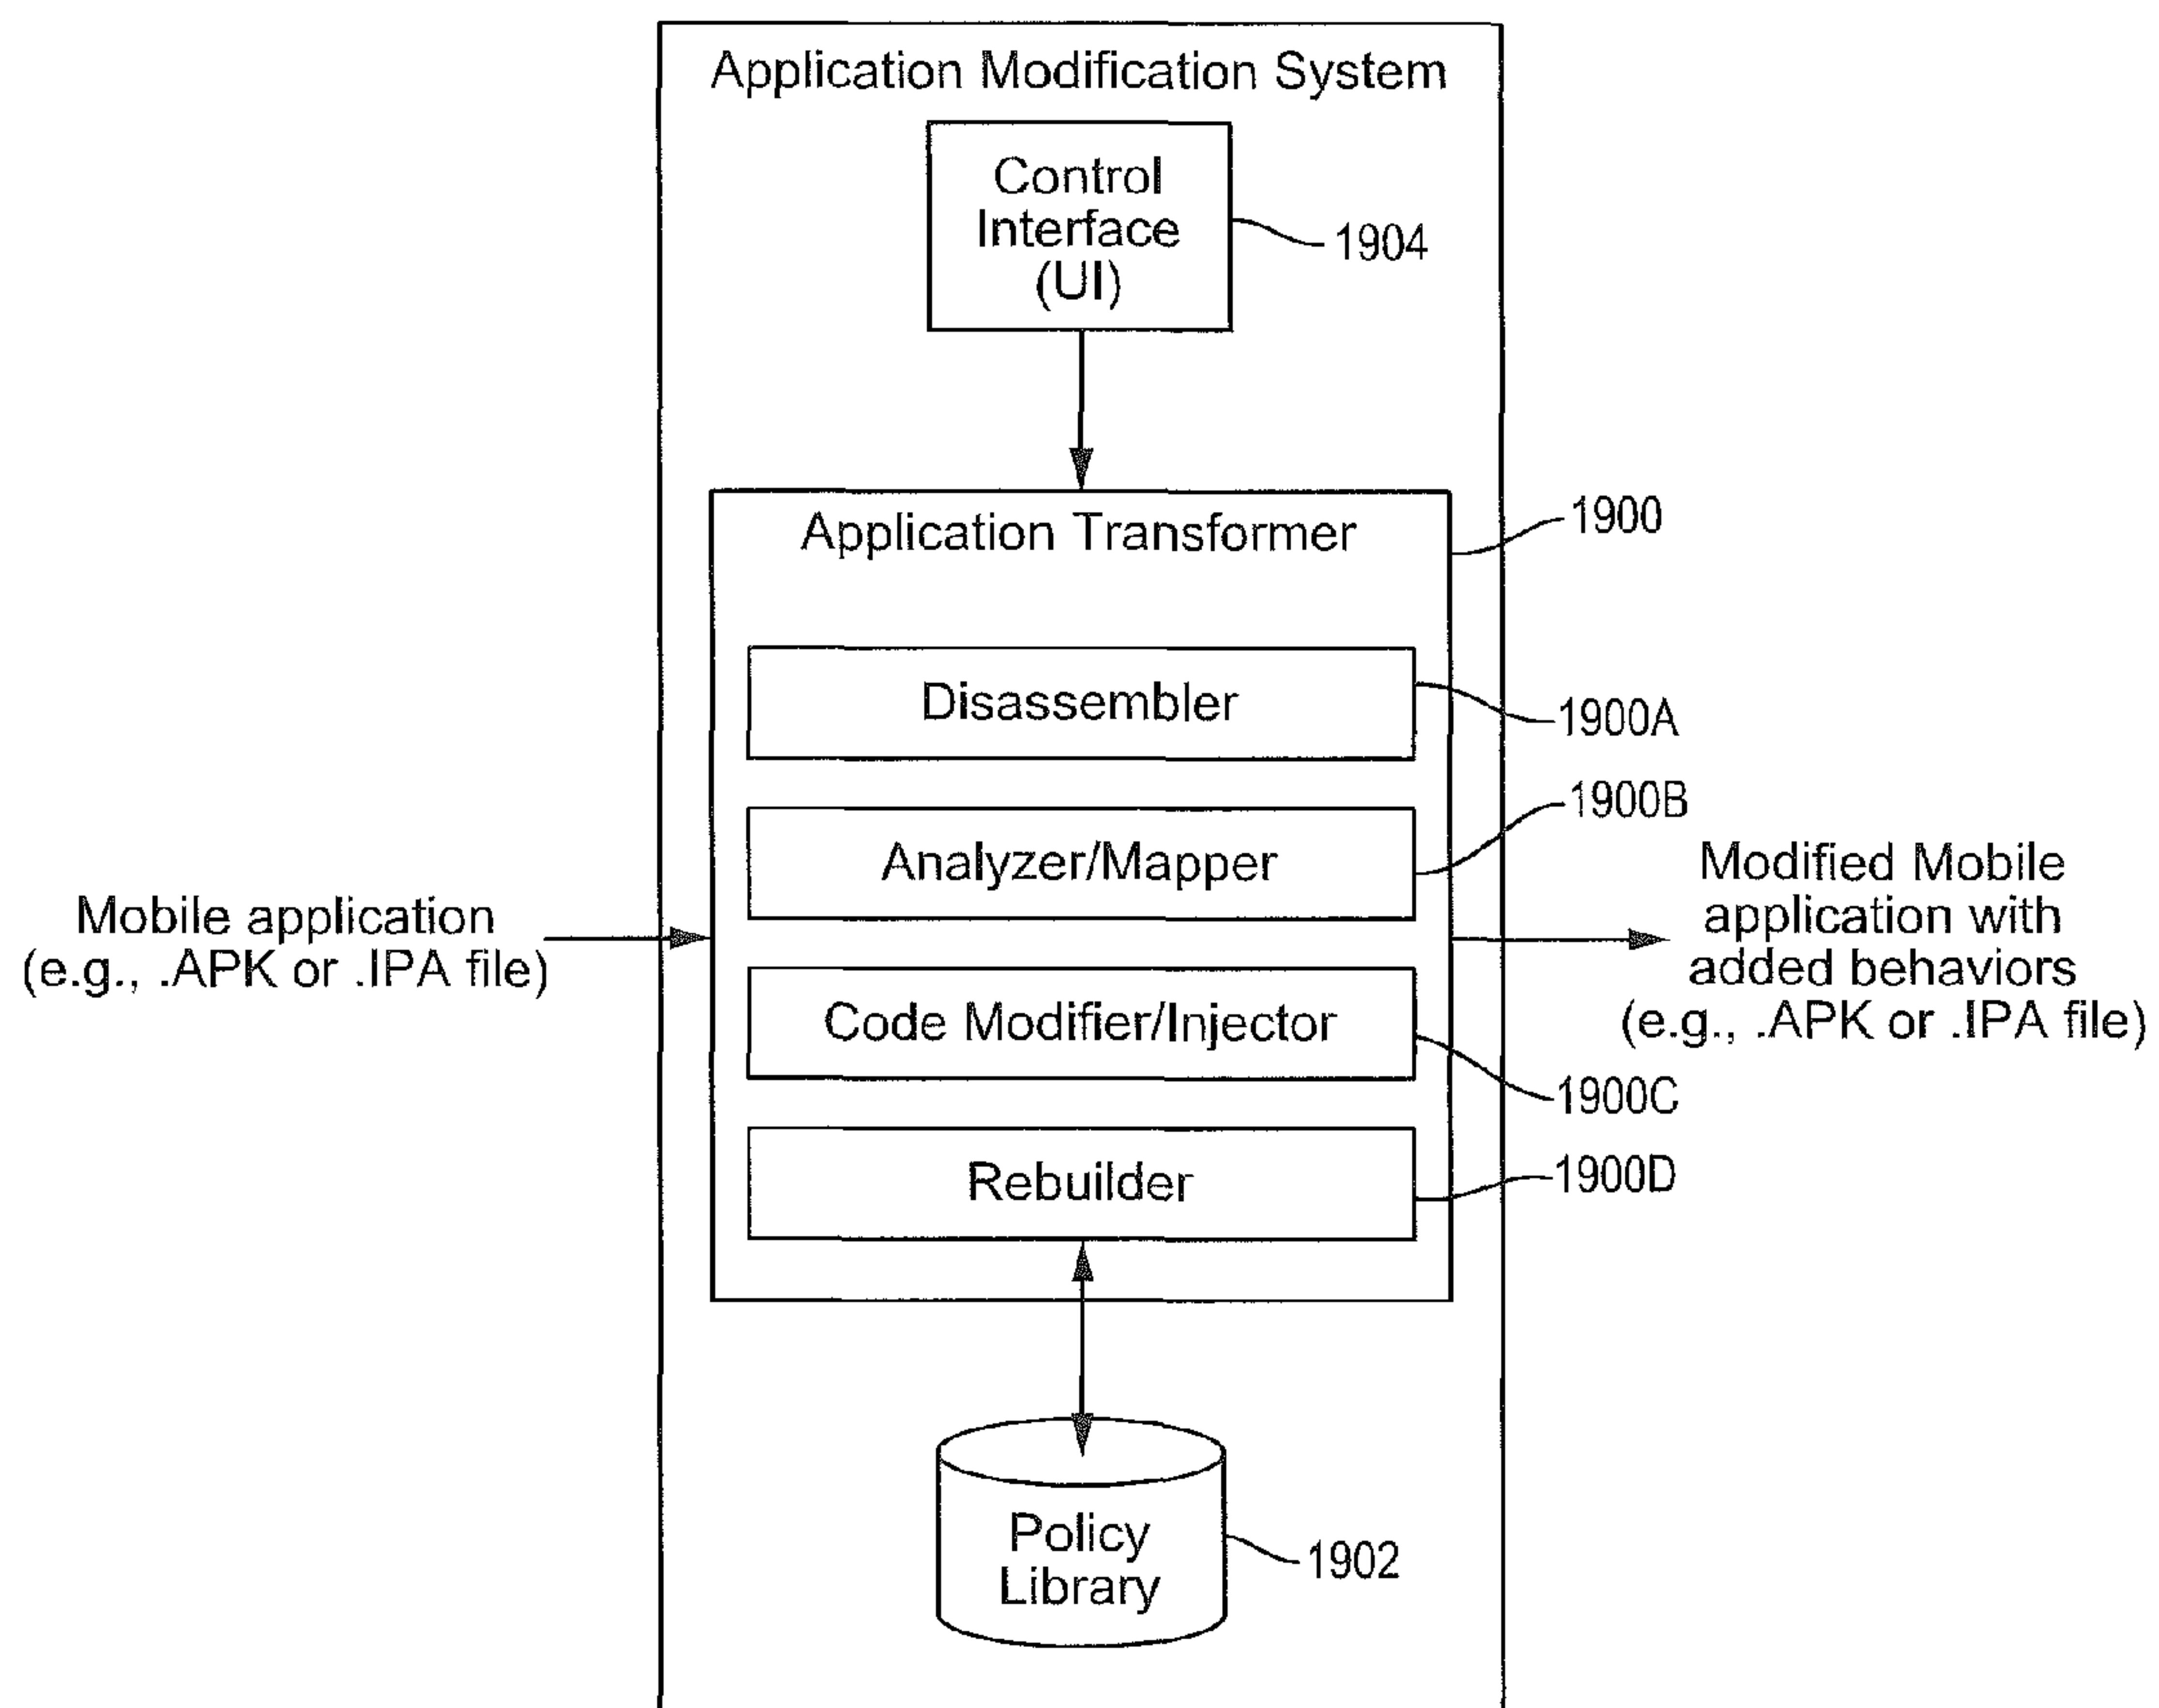 Application Modification System
Control
Interface
(UI)
1904
Application Transformer
1900
Disassembler
1900A
Analyzer/Mapper
1900B
Mobile application
(e.g., .APK or .IPA file)
Modified Mobile
application with
added behaviors
(e.g., .APK or .IPA file)
Code Modifier/Injector
1900C
Rebuilder
1900D
Policy
Library
1902